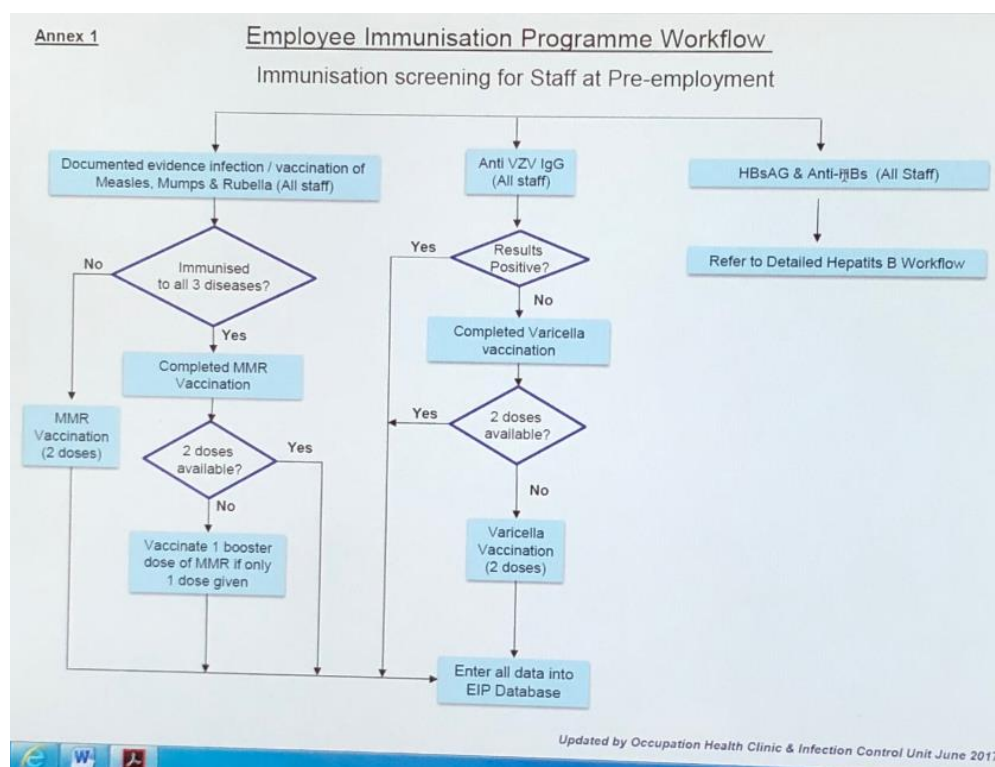 Annex 1
Employee Immunisation Programme Workflow
Immunisation screening for Staff at Pre-employment
Documented evidence infection / vaccination of
Measles, Mumps & Rubella (All staff)
Anti VZV IgG
(All staff)
HBsAG & Anti-HBs (All Staff)
No
Immunised
to all 3 diseases?
Yes
Results
Positive?
Refer to Detailed Hepatits B Workflow
Yes
No
Completed MMR
Vaccination
Completed Varicella
vaccination
MMR
Vaccination
(2 doses)
2 doses
available?
Yes
Yes
2 doses
available?
No
No
Vaccinate 1 booster
dose of MMR if only
1 dose given
Varicella
Vaccination
(2 doses)
Enter all data into
EIP Database
Updated by Occupation Health Clinic & Infection Control Unit June 2017
W